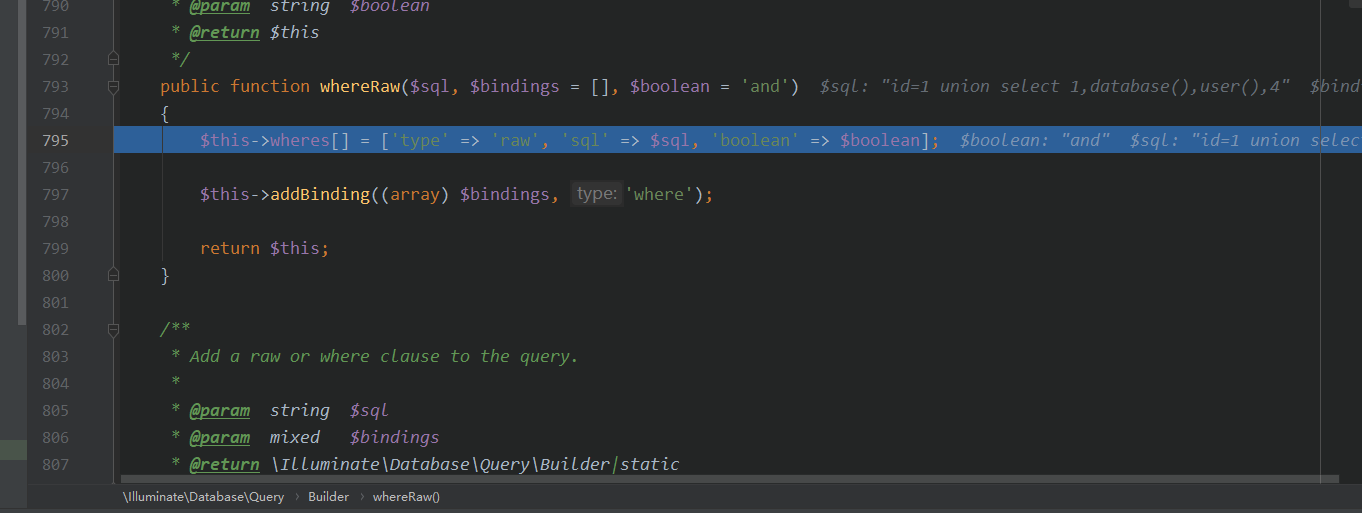 790 * @param string $boolean
791 * @return $this
792 */
793 public function whereRaw($sql, $bindings = [], $boolean = 'and') $sql: "id=1 union select 1,database(),user(),4" $bind
794 {
795 $this->wheres[] = ['type' => 'raw', 'sql' => $sql, 'boolean' => $boolean]; $boolean: "and" $sql: "id=1 union selec
796
797 $this->addBinding((array) $bindings, type: 'where');
798
799 return $this;
800 }
801
802 /**
803 * Add a raw or where clause to the query.
804 *
805 * @param string $sql
806 * @param mixed $bindings
807 * @return \Illuminate\Database\Query\Builder|static
\Illuminate\Database\Query › Builder › whereRaw()